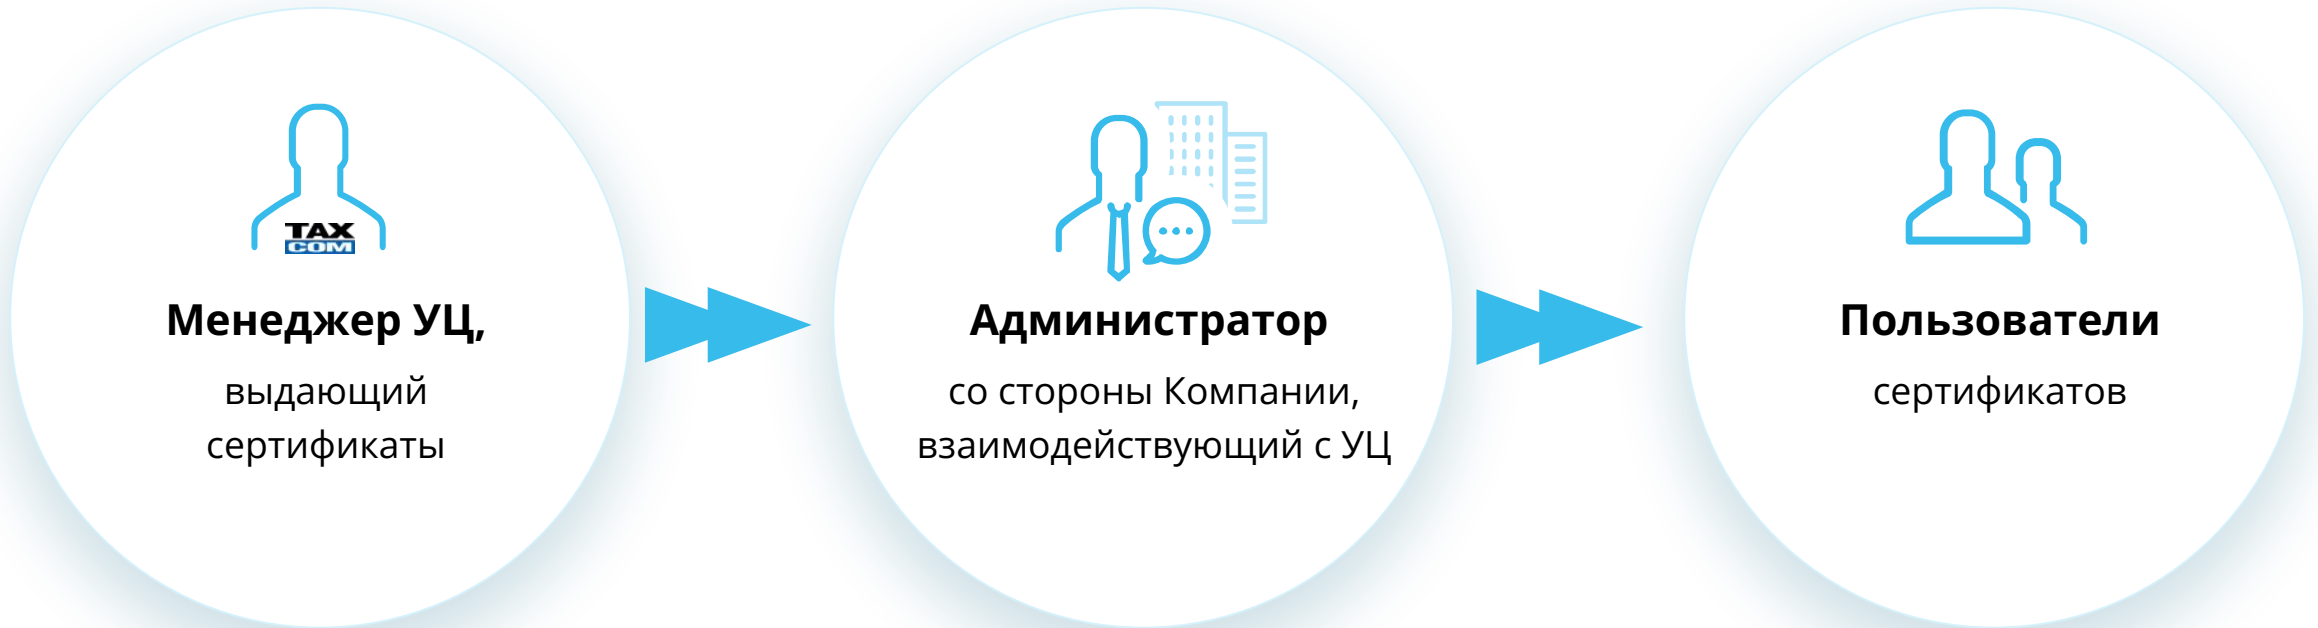 TAX
COM
Менеджер УЦ,
выдающий
сертификаты
Администратор
со стороны Компании,
взаимодействующий с УЦ
Пользователи
сертификатов